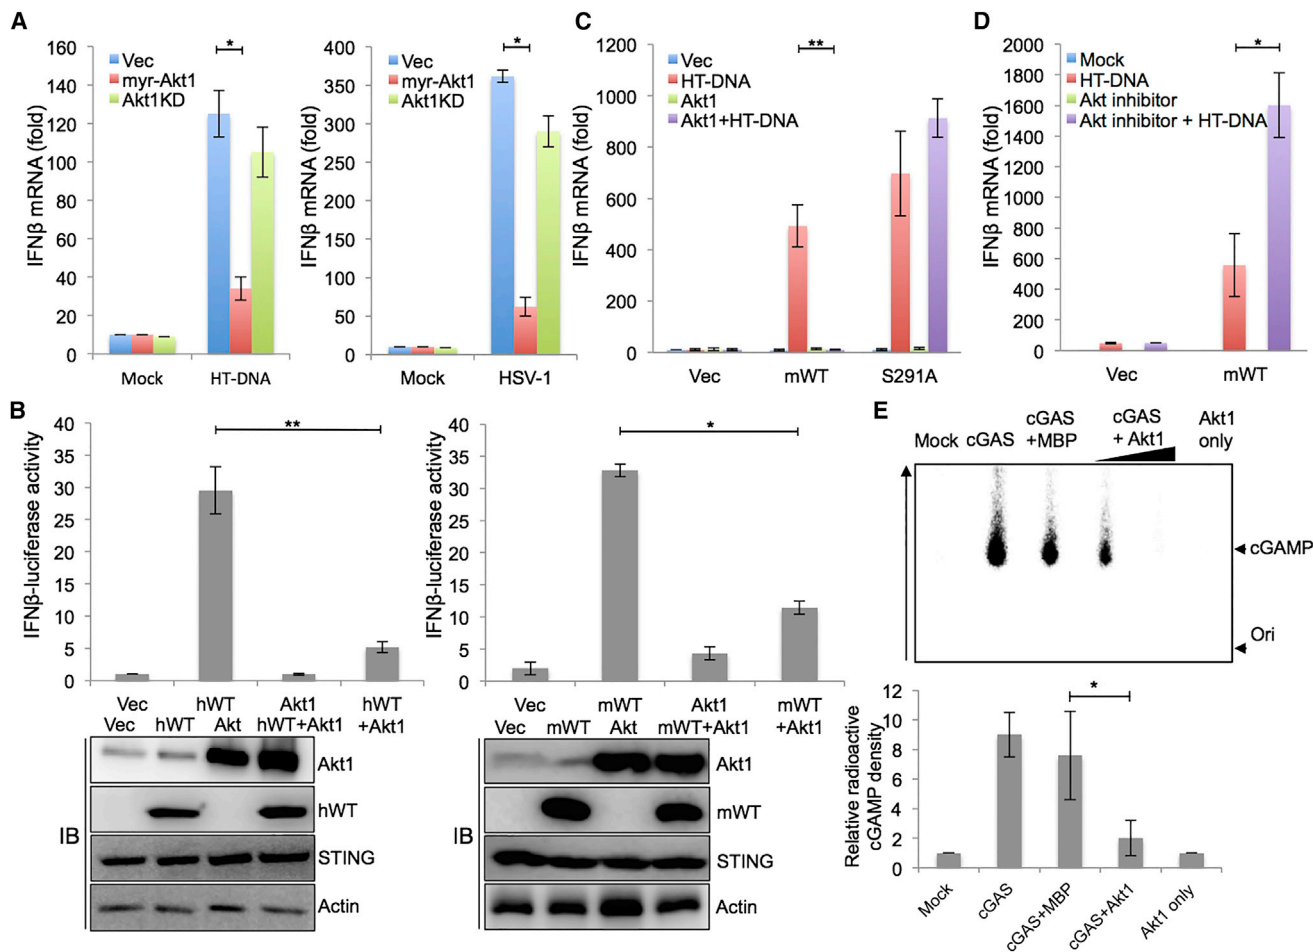 A
IFNβ mRNA (fold)
160
140
120
100
80
60
40
20
0
Vec
myr-Akt1
Akt1KD
*
Mock
HT-DNA
IFNβ mRNA (fold)
400
350
300
250
200
150
100
50
0
Vec
myr-Akt1
Akt1KD
*
Mock
HSV-1
C
IFNβ mRNA (fold)
1200
1000
800
600
400
200
0
Vec
HT-DNA
Akt1
Akt1+HT-DNA
**
Vec
mWT
S291A
D
IFNβ mRNA (fold)
2000
1800
1600
1400
1200
1000
800
600
400
200
0
Mock
HT-DNA
Akt inhibitor
Akt inhibitor + HT-DNA
*
Vec
mWT
B
IFNβ-luciferase activity
40
35
30
25
20
15
10
5
0
**
Vec
hWT
Akt1
hWT
+Akt1
Vec
hWT
Akt
hWT+Akt1
IB
Akt1
hWT
STING
Actin
IFNβ-luciferase activity
40
35
30
25
20
15
10
5
0
*
Vec
mWT
Akt1
mWT
+Akt1
Vec
mWT
Akt
mWT+Akt1
IB
Akt1
mWT
STING
Actin
E
Mock
cGAS
cGAS
+MBP
cGAS
+ Akt1
Akt1
only
cGAMP
Ori
Relative radioactive
cGAMP density
12
10
8
6
4
2
0
*
Mock
cGAS
cGAS+MBP
cGAS+Akt1
Akt1 only